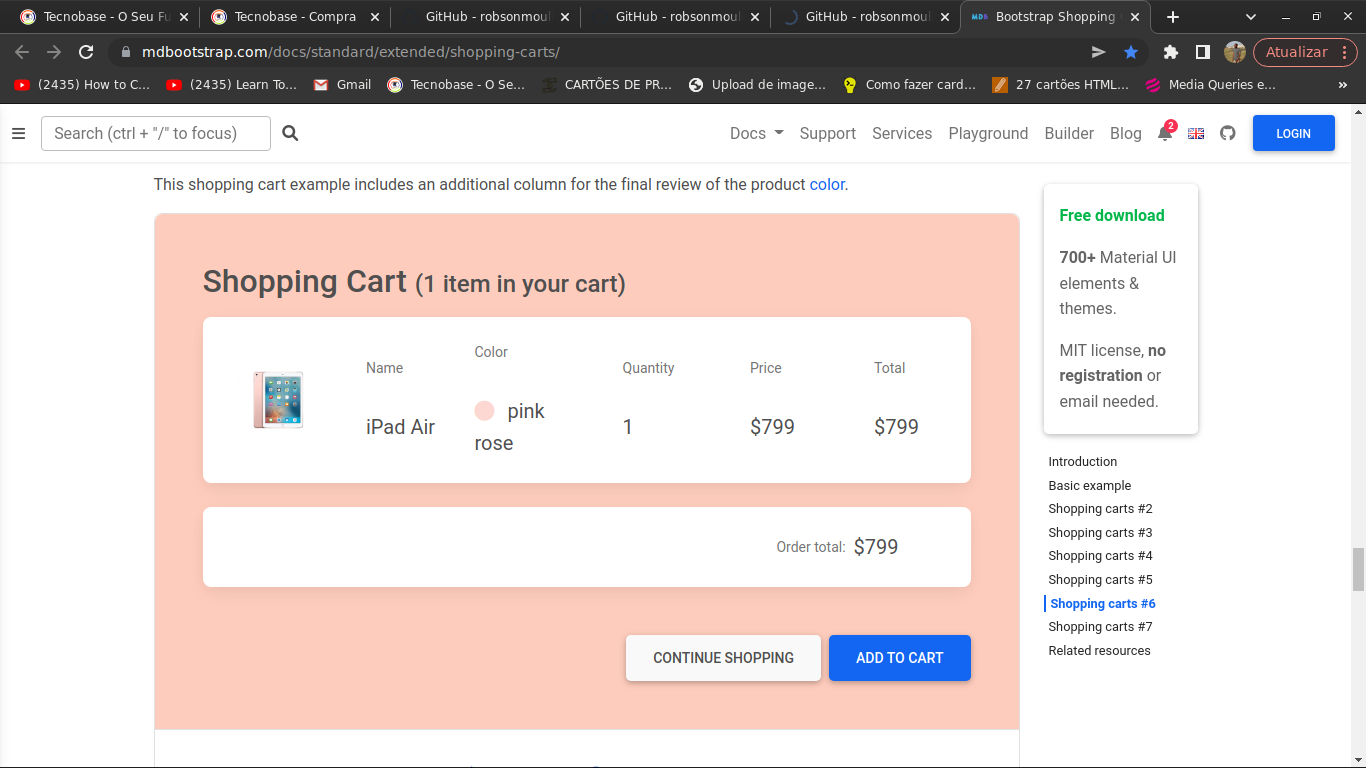 Tecnobase - O Seu Fu
Tecnobase - Compra
GitHub - robsonmoul
GitHub - robsonmoul
GitHub - robsonmoul
MDB Bootstrap Shopping
mdbootstrap.com/docs/standard/extended/shopping-carts/
Atualizar
(2435) How to C...
(2435) Learn To...
Gmail
Tecnobase - O Se...
CARTÕES DE PR...
Upload de image...
Como fazer card...
27 cartões HTML...
Media Queries e...
»
Search (ctrl + "/" to focus)
Docs
Support
Services
Playground
Builder
Blog
2
LOGIN
This shopping cart example includes an additional column for the final review of the product color.
Shopping Cart (1 item in your cart)
Name
Color
Quantity
Price
Total
iPad Air
pink
rose
1
$799
$799
Order total: $799
CONTINUE SHOPPING
ADD TO CART
Free download
700+ Material UI
elements &
themes.
MIT license, no
registration or
email needed.
Introduction
Basic example
Shopping carts #2
Shopping carts #3
Shopping carts #4
Shopping carts #5
Shopping carts #6
Shopping carts #7
Related resources